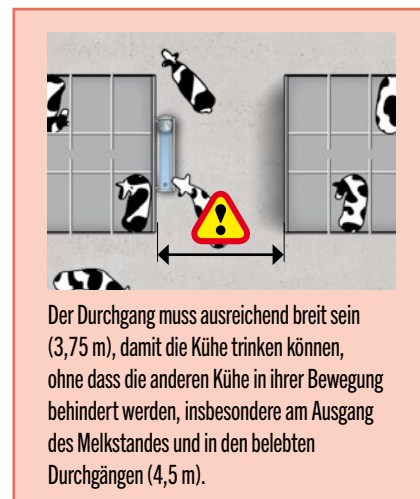 Der Durchgang muss ausreichend breit sein
(3,75 m), damit die Kühe trinken können,
ohne dass die anderen Kühe in ihrer Bewegung
behindert werden, insbesondere am Ausgang
des Melkstandes und in den belebten
Durchgängen (4,5 m).